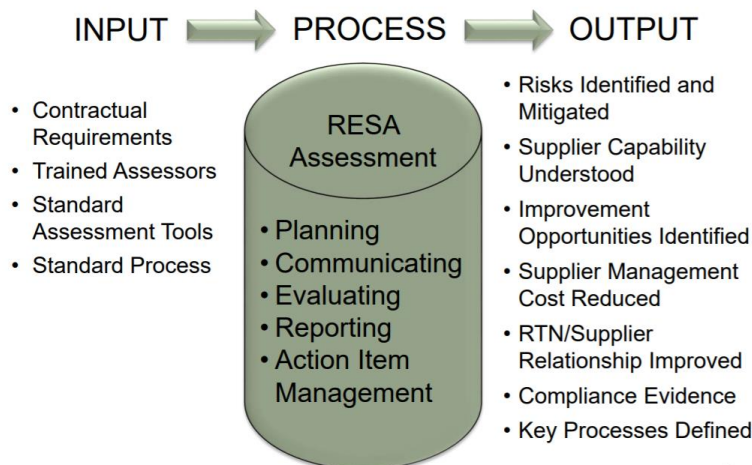 INPUT
PROCESS
OUTPUT
• Contractual
Requirements
• Trained Assessors
• Standard
Assessment Tools
• Standard Process
RESA
Assessment
• Planning
• Communicating
• Evaluating
• Reporting
• Action Item
Management
• Risks Identified and
Mitigated
• Supplier Capability
Understood
• Improvement
Opportunities Identified
• Supplier Management
Cost Reduced
• RTN/Supplier
Relationship Improved
• Compliance Evidence
• Key Processes Defined